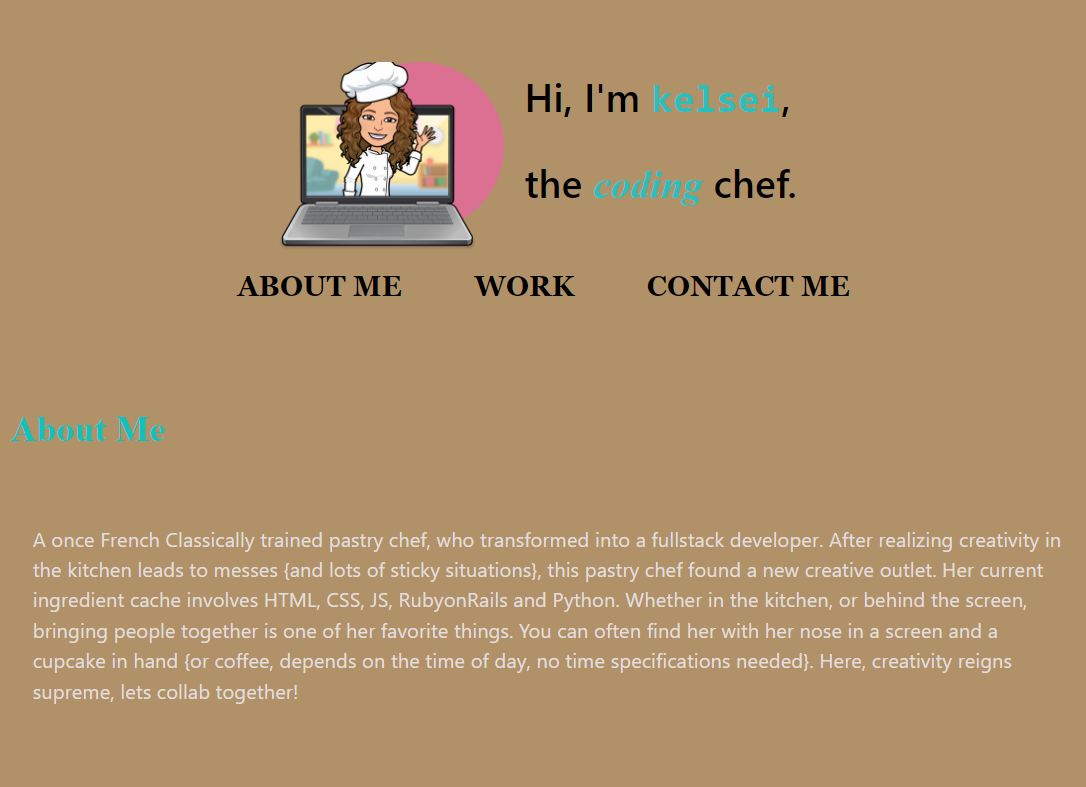 Hi, I'm kelsei,
the coding chef.
ABOUT ME WORK CONTACT ME
About Me
A once French Classically trained pastry chef, who transformed into a fullstack developer. After realizing creativity in
the kitchen leads to messes {and lots of sticky situations}, this pastry chef found a new creative outlet. Her current
ingredient cache involves HTML, CSS, JS, RubyonRails and Python. Whether in the kitchen, or behind the screen,
bringing people together is one of her favorite things. You can often find her with her nose in a screen and a
cupcake in hand {or coffee, depends on the time of day, no time specifications needed}. Here, creativity reigns
supreme, lets collab together!